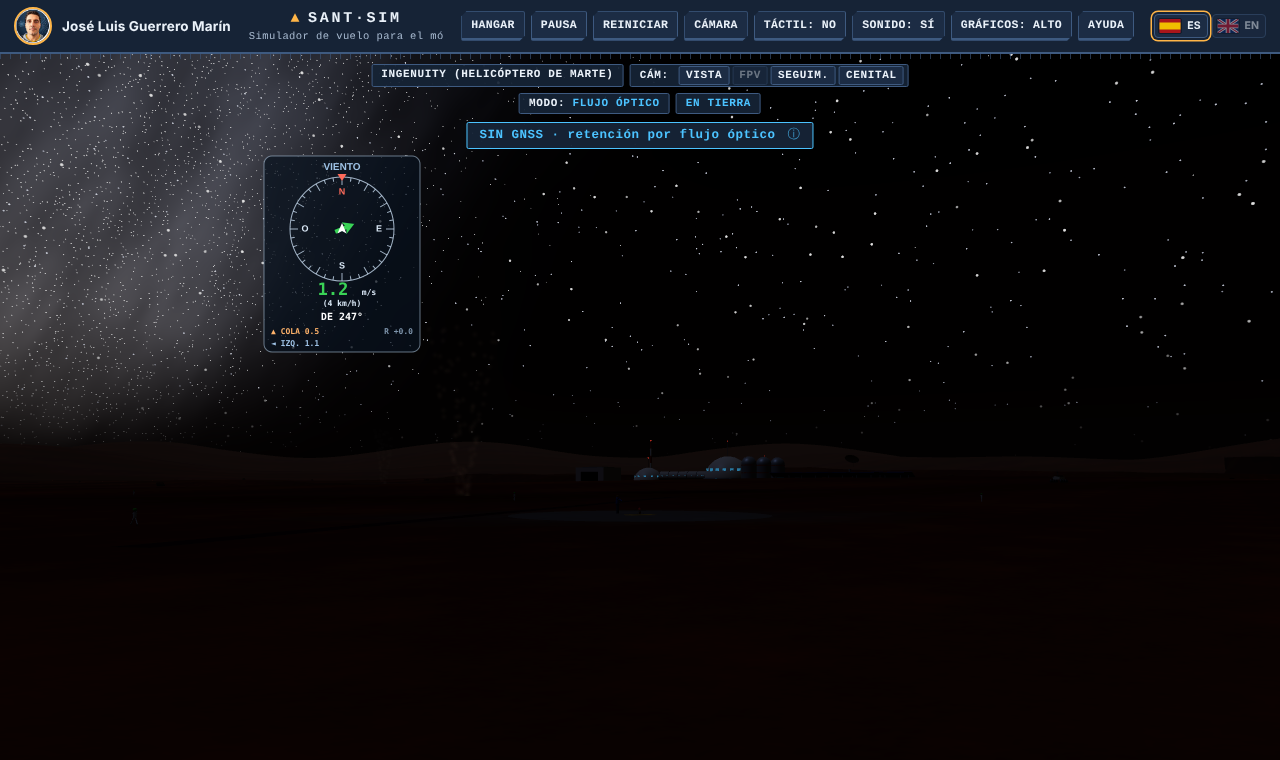 José Luis Guerrero Marín
▲ SANT·SIM
Simulador de vuelo para el mó
HANGAR PAUSA REINICIAR CÁMARA TÁCTIL: NO SONIDO: SÍ GRÁFICOS: ALTO AYUDA ES EN
INGENUITY (HELICÓPTERO DE MARTE) CÁM: VISTA FPV SEGUIM. CENITAL
MODO: FLUJO ÓPTICO EN TIERRA
SIN GNSS · retención por flujo óptico ⓘ
VIENTO
N
O E
S
1.2 m/s
(4 km/h)
DE 247°
▲ COLA 0.5 R +0.0
◄ IZQ. 1.1